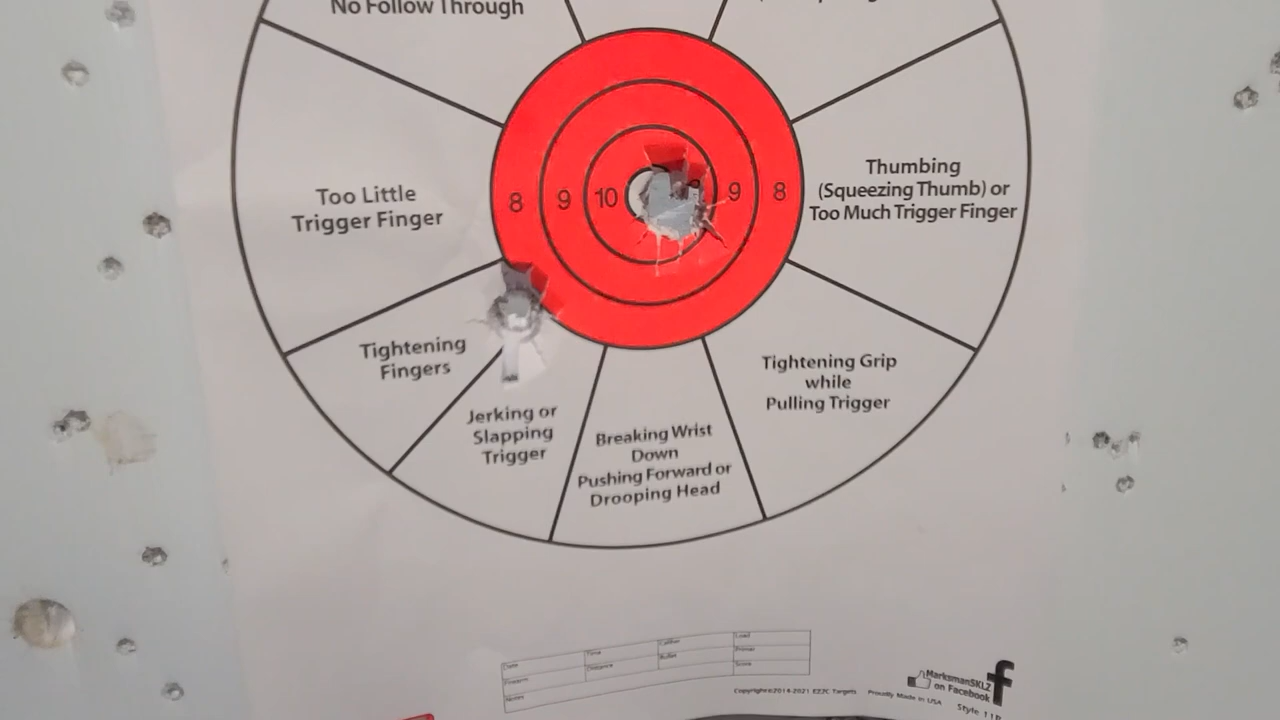 No Follow Through
Too Little
Trigger Finger
8 9 10 9 8
Thumbing
(Squeezing Thumb) or
Too Much Trigger Finger
Tightening
Fingers
Jerking or
Slapping
Trigger
Breaking Wrist
Down
Pushing Forward or
Drooping Head
Tightening Grip
while
Pulling Trigger
Date
Time
Caliber
Load
Firearm
Distance
Bullet
Primer
Notes
Score
MarksmanSKLZ
on Facebook
f
Copyright©2014-2021 EZ2C Targets Proudly Made in USA Style 11B